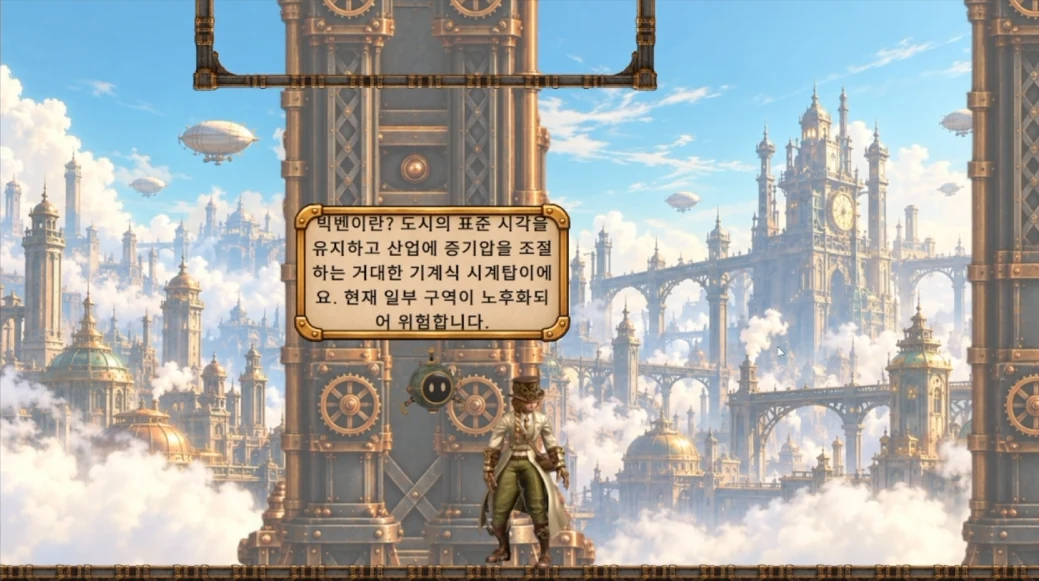 빅벤이란? 도시의 표준 시각을
유지하고 산업에 증기압을 조절
하는 거대한 기계식 시계탑이에
요. 현재 일부 구역이 노후화되
어 위험합니다.